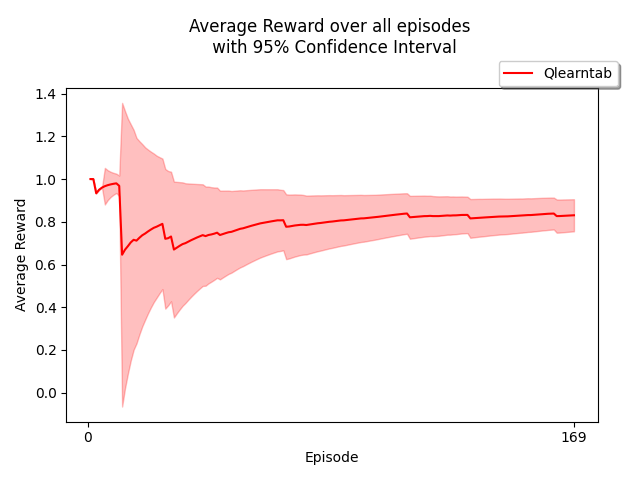 Average Reward over all episodes
with 95% Confidence Interval
Qlearntab
1.4
1.2
1.0
0.8
0.6
0.4
0.2
0.0
Average Reward
0
169
Episode